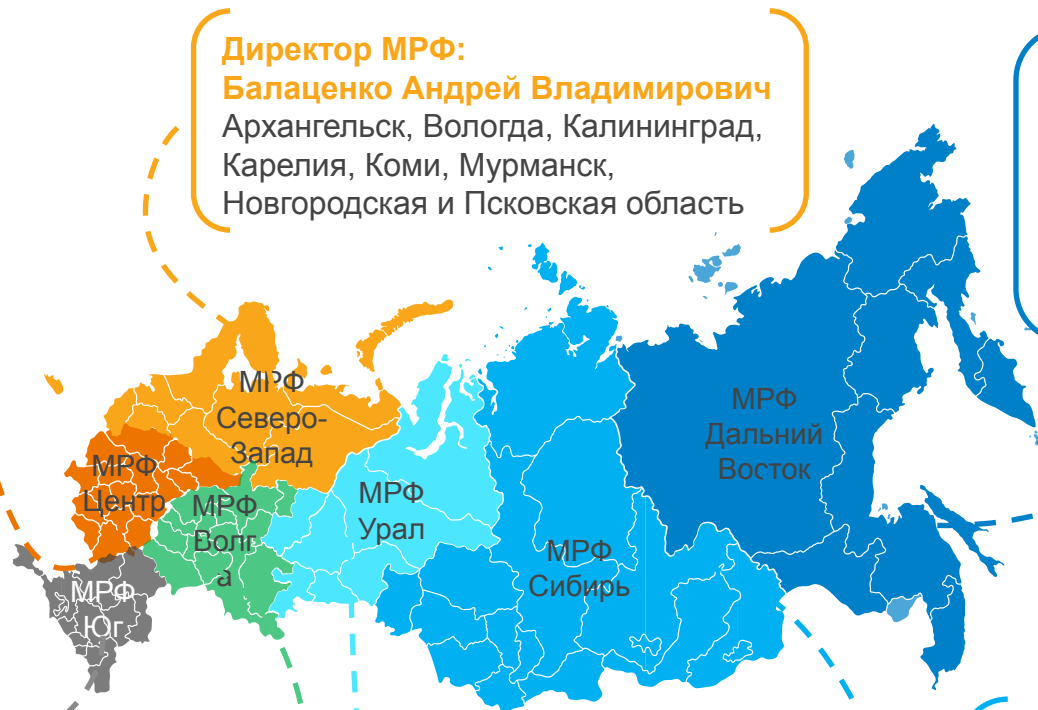 Директор МРФ:
Балаценко Андрей Владимирович
Архангельск, Вологда, Калининград,
Карелия, Коми, Мурманск,
Новгородская и Псковская область
МРФ
Северо-
Запад
МРФ
Дальний
Восток
МРФ
Центр
МРФ
Волг
а
МРФ
Урал
МРФ
Сибирь
МРФ
Юг